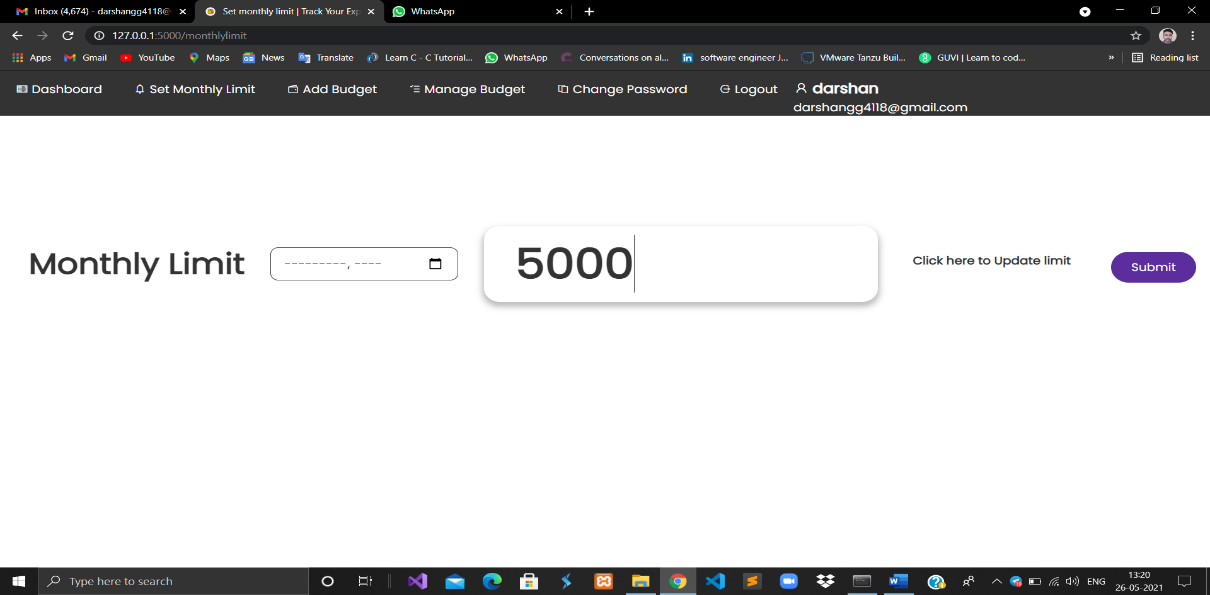 Inbox (4,674) - darshangg4118@
Set monthly limit | Track Your Exp
WhatsApp
127.0.0.1:5000/monthlylimit
Apps Gmail YouTube Maps News Translate Learn C - C Tutorial... WhatsApp Conversations on al... software engineer J... VMware Tanzu Buil... GUVI | Learn to cod... » Reading list
Dashboard Set Monthly Limit Add Budget Manage Budget Change Password Logout darshan
darshangg4118@gmail.com
Monthly Limit ---------, ---- 5000 Click here to Update limit Submit
Type here to search
ENG
13:20
26-05-2021